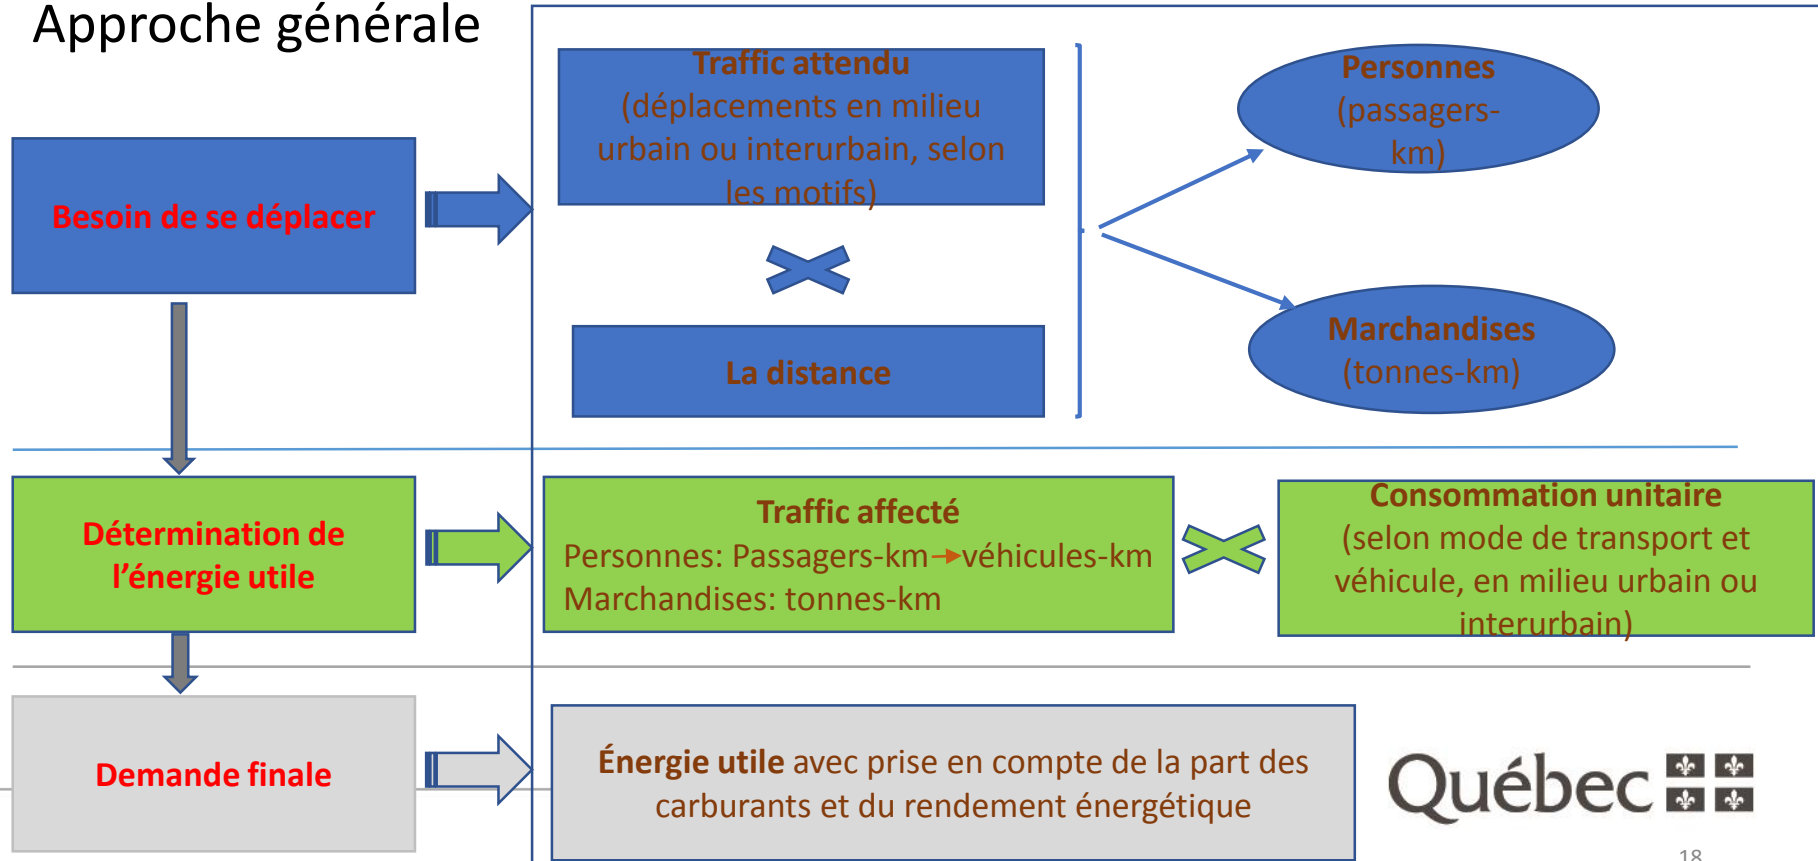 Approche générale
Besoin de se déplacer
Traffic attendu
(déplacements en milieu
urbain ou interurbain, selon
les motifs)
La distance
Personnes
(passagers-
km)
Marchandises
(tonnes-km)
Détermination de
l’énergie utile
Traffic affecté
Personnes: Passagers-km→véhicules-km
Marchandises: tonnes-km
Consommation unitaire
(selon mode de transport et
véhicule, en milieu urbain ou
interurbain)
Demande finale
Énergie utile avec prise en compte de la part des
carburants et du rendement énergétique
Québec
18